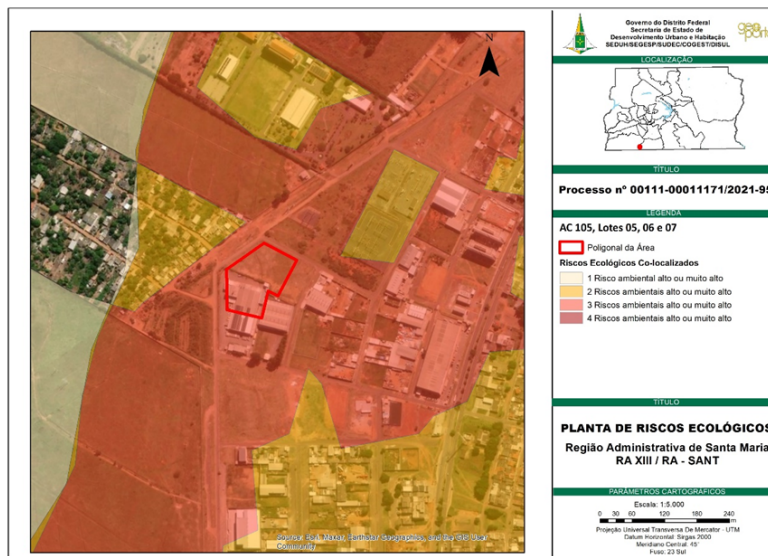 N
Source: Esri, Maxar, Earthstar Geographics, and the GIS User
Community
Governo do Distrito Federal
Secretaria de Estado de
Desenvolvimento Urbano e Habitação
SEDUH/SEGESP/SUDEC/COGEST/DISUL
geo
portal
LOCALIZAÇÃO
TÍTULO
Processo nº 00111-00011171/2021-95
LEGENDA
AC 105, Lotes 05, 06 e 07
Poligonal da Área
Riscos Ecológicos Co-localizados
1 Risco ambiental alto ou muito alto
2 Riscos ambientais alto ou muito alto
3 Riscos ambientais alto ou muito alto
4 Riscos ambientais alto ou muito alto
TÍTULO
PLANTA DE RISCOS ECOLÓGICOS
Região Administrativa de Santa Maria
RA XIII / RA - SANT
PARÂMETROS CARTOGRÁFICOS
Escala: 1:5.000
0 30 60 120 180 240
m
Projeção Universal Transversa De Mercator - UTM
Datum Horizontal: Sirgas 2000
Meridiano Central: 45°
Fuso: 23 Sul